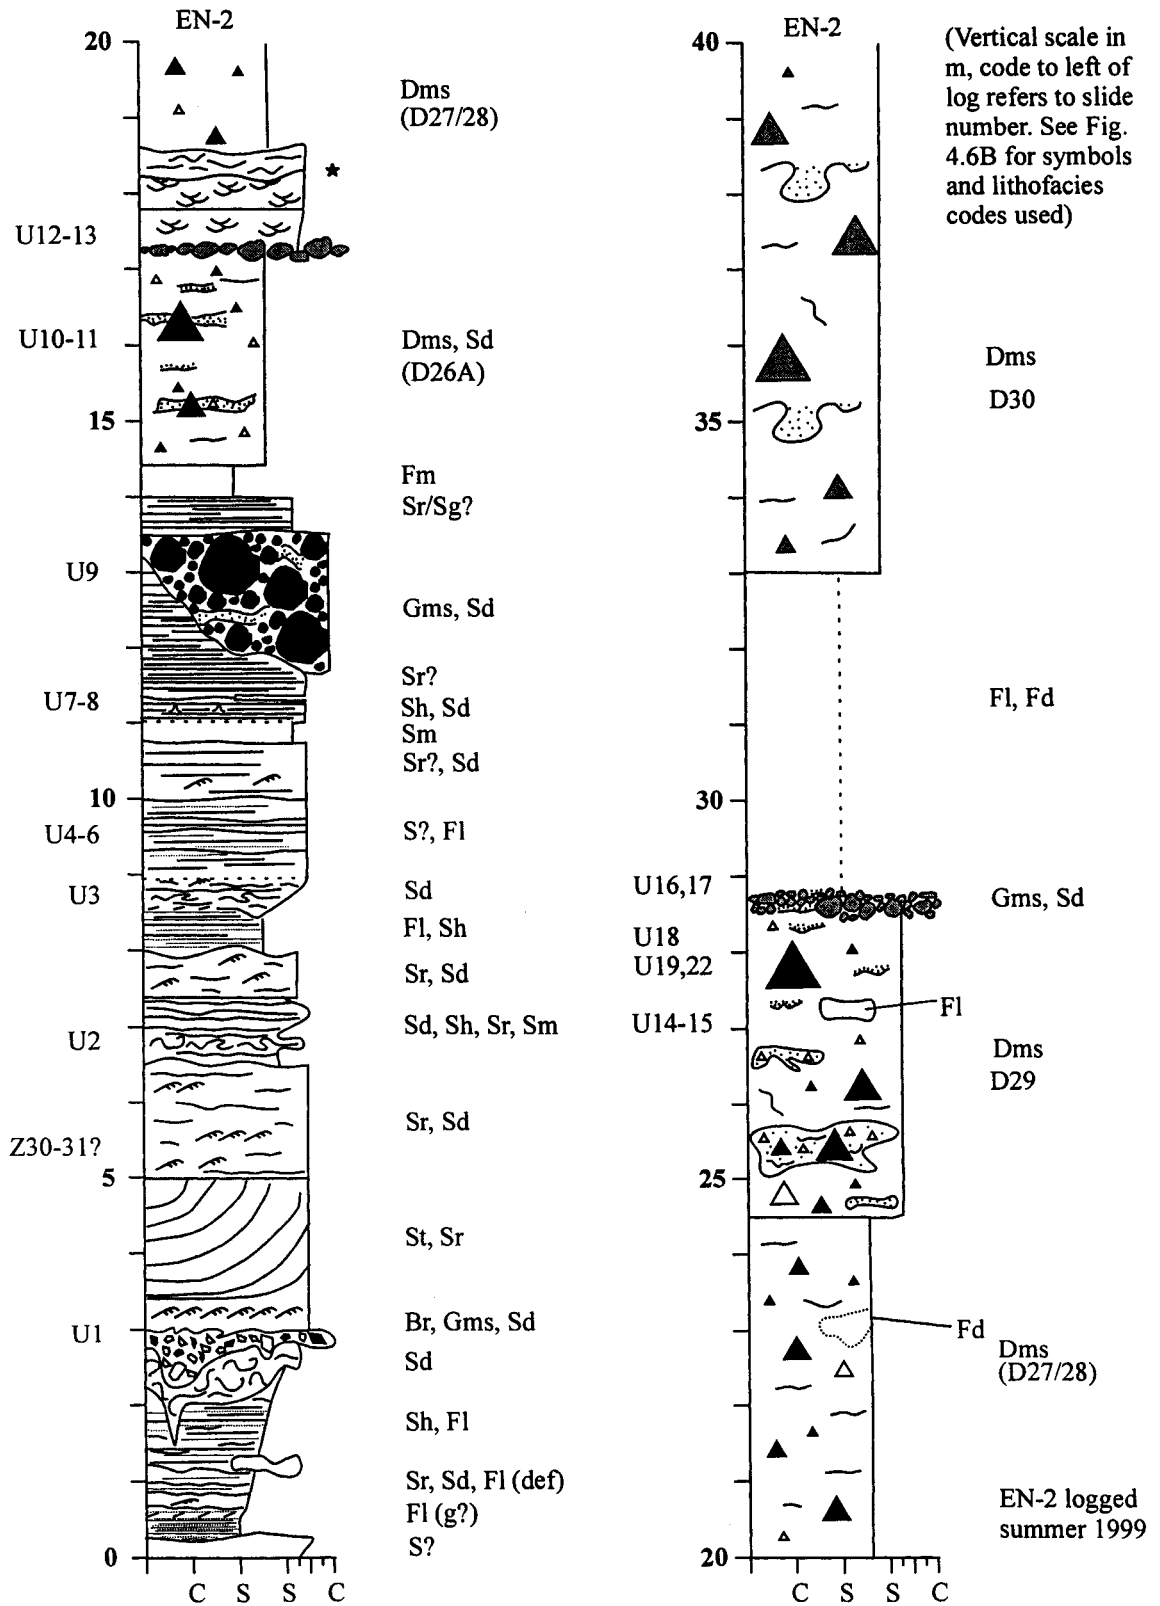 EN-2
20
Dms
(D27/28)
★
U12-13
U10-11
Dms, Sd
(D26A)
15
Fm
Sr/Sg?
U9
Gms, Sd
Sr?
U7-8
Sh, Sd
Sm
Sr?, Sd
10
U4-6
S?, Fl
U3
Sd
Fl, Sh
Sr, Sd
Sd, Sh, Sr, Sm
U2
Sr, Sd
Z30-31?
5
St, Sr
Br, Gms, Sd
U1
Sd
Sh, Fl
Sr, Sd, Fl (def)
Fl (g?)
S?
0
C S S C
EN-2
40
(Vertical scale in
m, code to left of
log refers to slide
number. See Fig.
4.6B for symbols
and lithofacies
codes used)
Dms
D30
35
Fl, Fd
30
U16,17
Gms, Sd
U18
U19,22
Fl
U14-15
Dms
D29
25
Fd
Dms
(D27/28)
EN-2 logged
summer 1999
20
C S S C